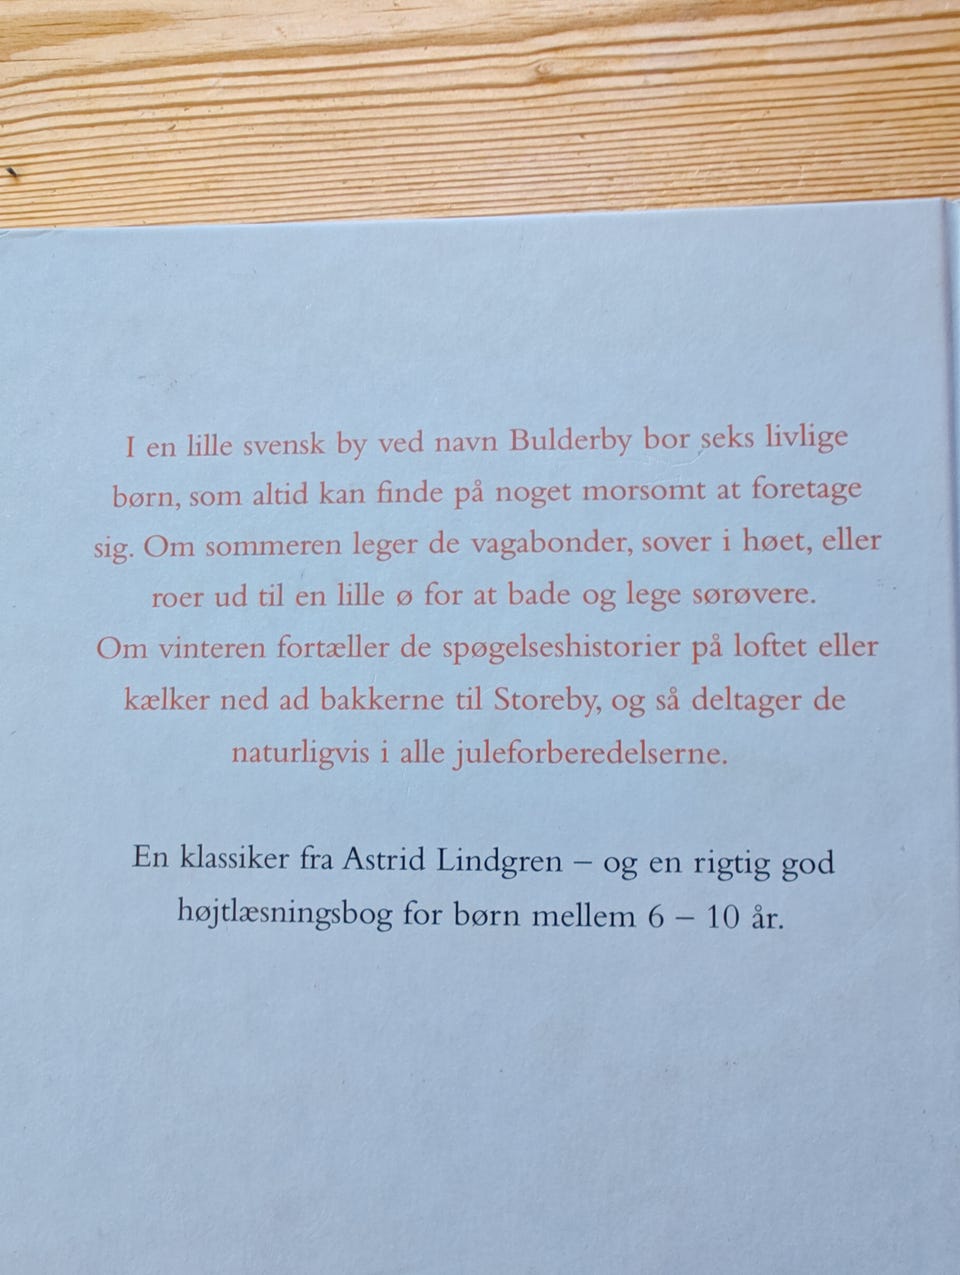 I en lille svensk by ved navn Bulderby bor seks livlige
børn, som altid kan finde på noget morsomt at foretage
sig. Om sommeren leger de vagabonder, sover i høet, eller
roer ud til en lille ø for at bade og lege sørøvere.
Om vinteren fortæller de spøgelseshistorier på loftet eller
kælker ned ad bakkerne til Storeby, og så deltager de
naturligvis i alle juleforberedelserne.
En klassiker fra Astrid Lindgren – og en rigtig god
højtlæsningsbog for børn mellem 6 – 10 år.